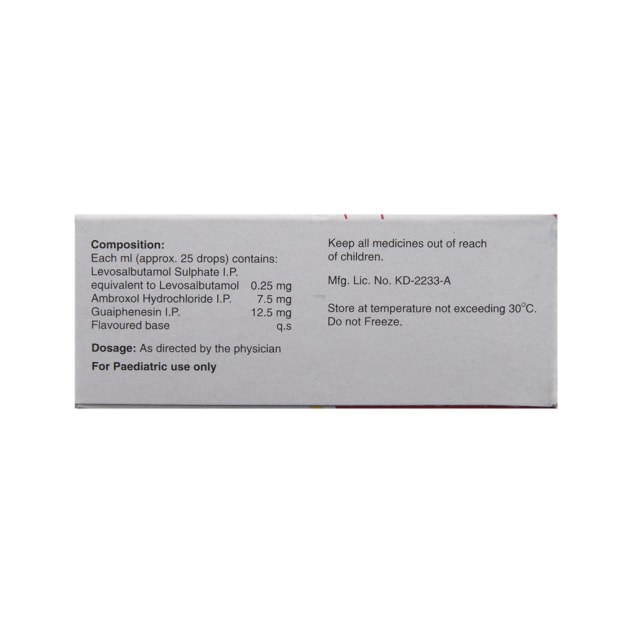 Composition:
Each ml (approx. 25 drops) contains:
Levosalbutamol Sulphate I.P.
equivalent to Levosalbutamol 0.25 mg
Ambroxol Hydrochloride I.P. 7.5 mg
Guaiphenesin I.P. 12.5 mg
Flavoured base q.s
Dosage: As directed by the physician
For Paediatric use only
Keep all medicines out of reach
of children.
Mfg. Lic. No. KD-2233-A
Store at temperature not exceeding 30°C.
Do not Freeze.